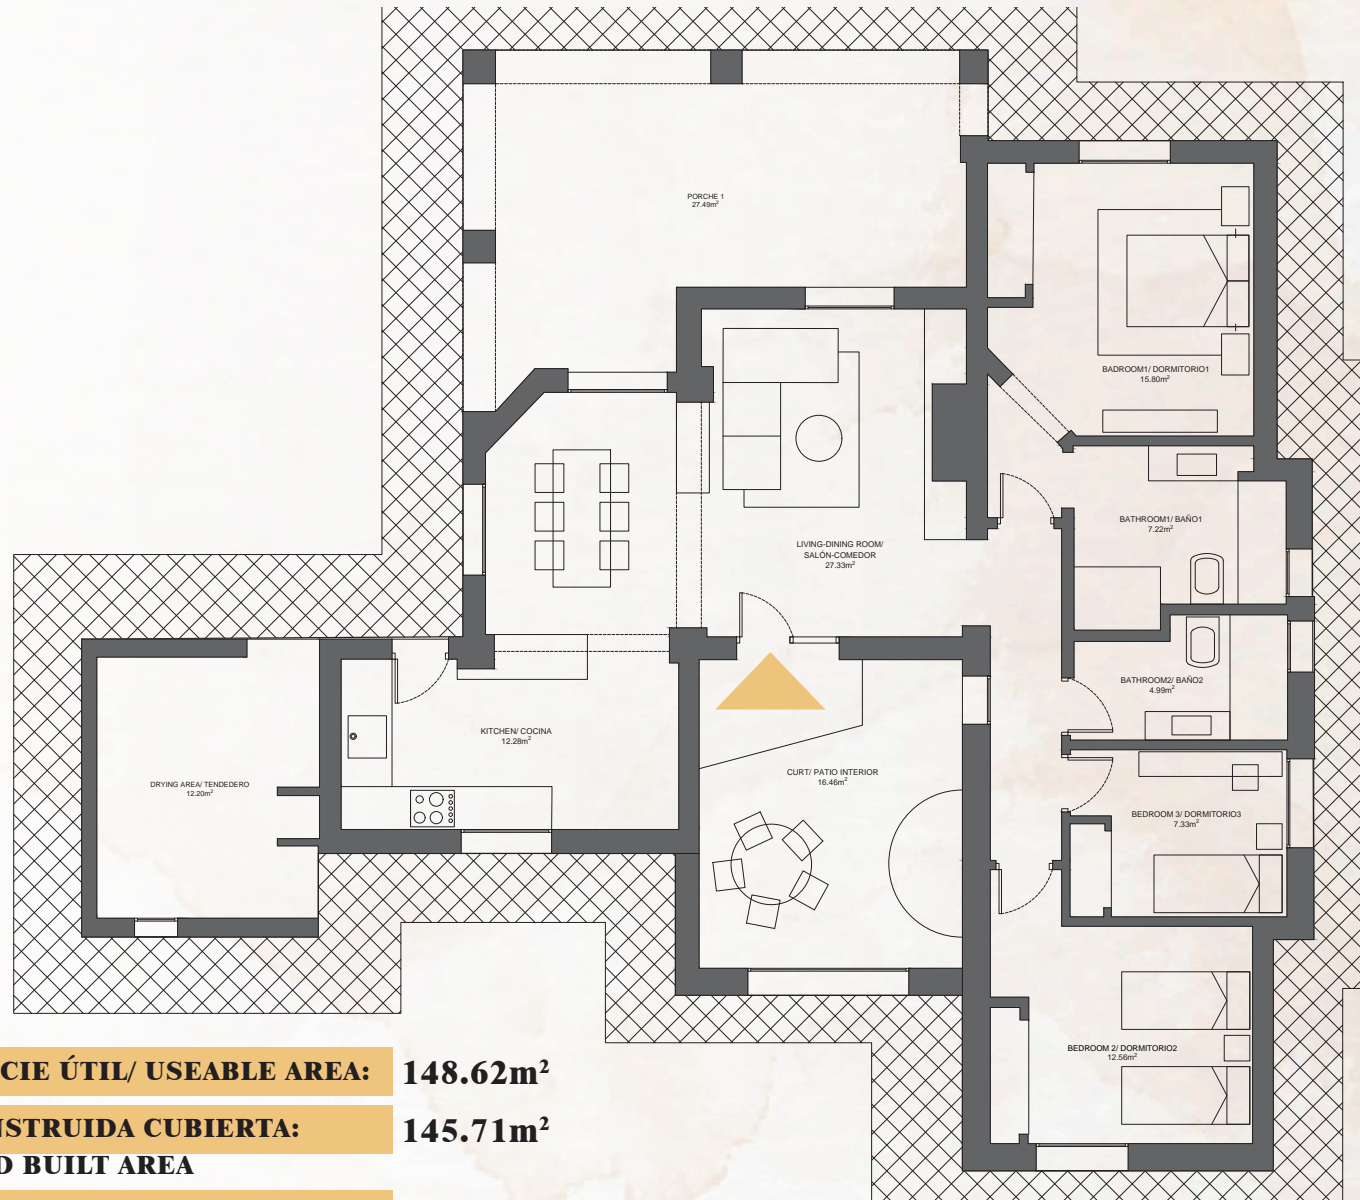 PORCHE 1
27.49m²
BADROOM1/ DORMITORIO1
15.80m²
BATHROOM1/ BAÑO1
7.22m²
LIVING-DINING ROOM/
SALÓN-COMEDOR
27.33m²
BATHROOM2/ BAÑO2
4.99m²
KITCHEN/ COCINA
12.28m²
CURT/ PATIO INTERIOR
16.46m²
DRYING AREA/ TENDEDERO
12.20m²
BEDROOM 3/ DORMITORIO3
7.33m²
BEDROOM 2/ DORMITORIO2
12.56m²
CIE ÚTIL/ USEABLE AREA: 148.62m²
NSTRUIDA CUBIERTA: 145.71m²
D BUILT AREA